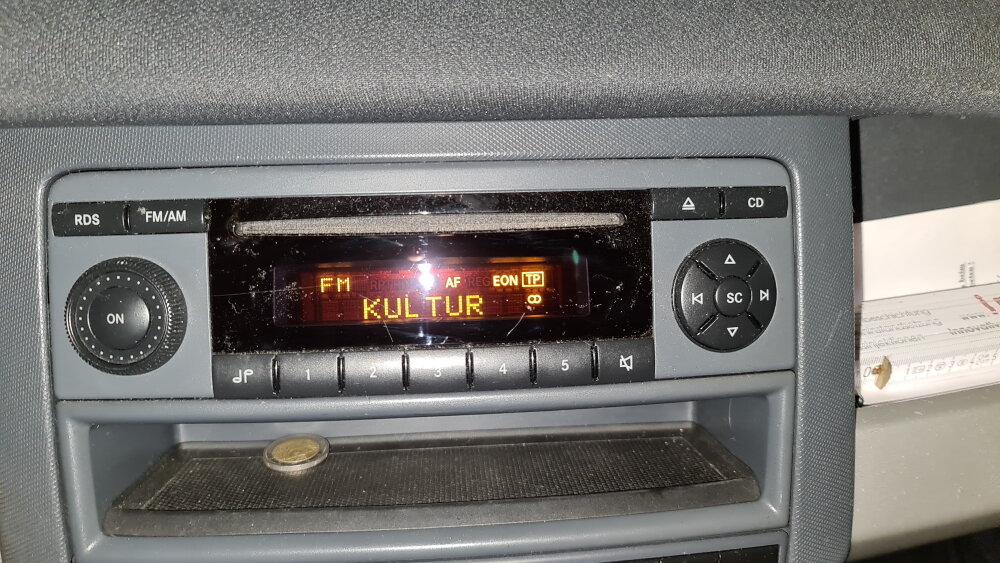 RDS
FM/AM
CD
FM AF EON TP
KULTUR
ON
SC
1 2 3 4 5